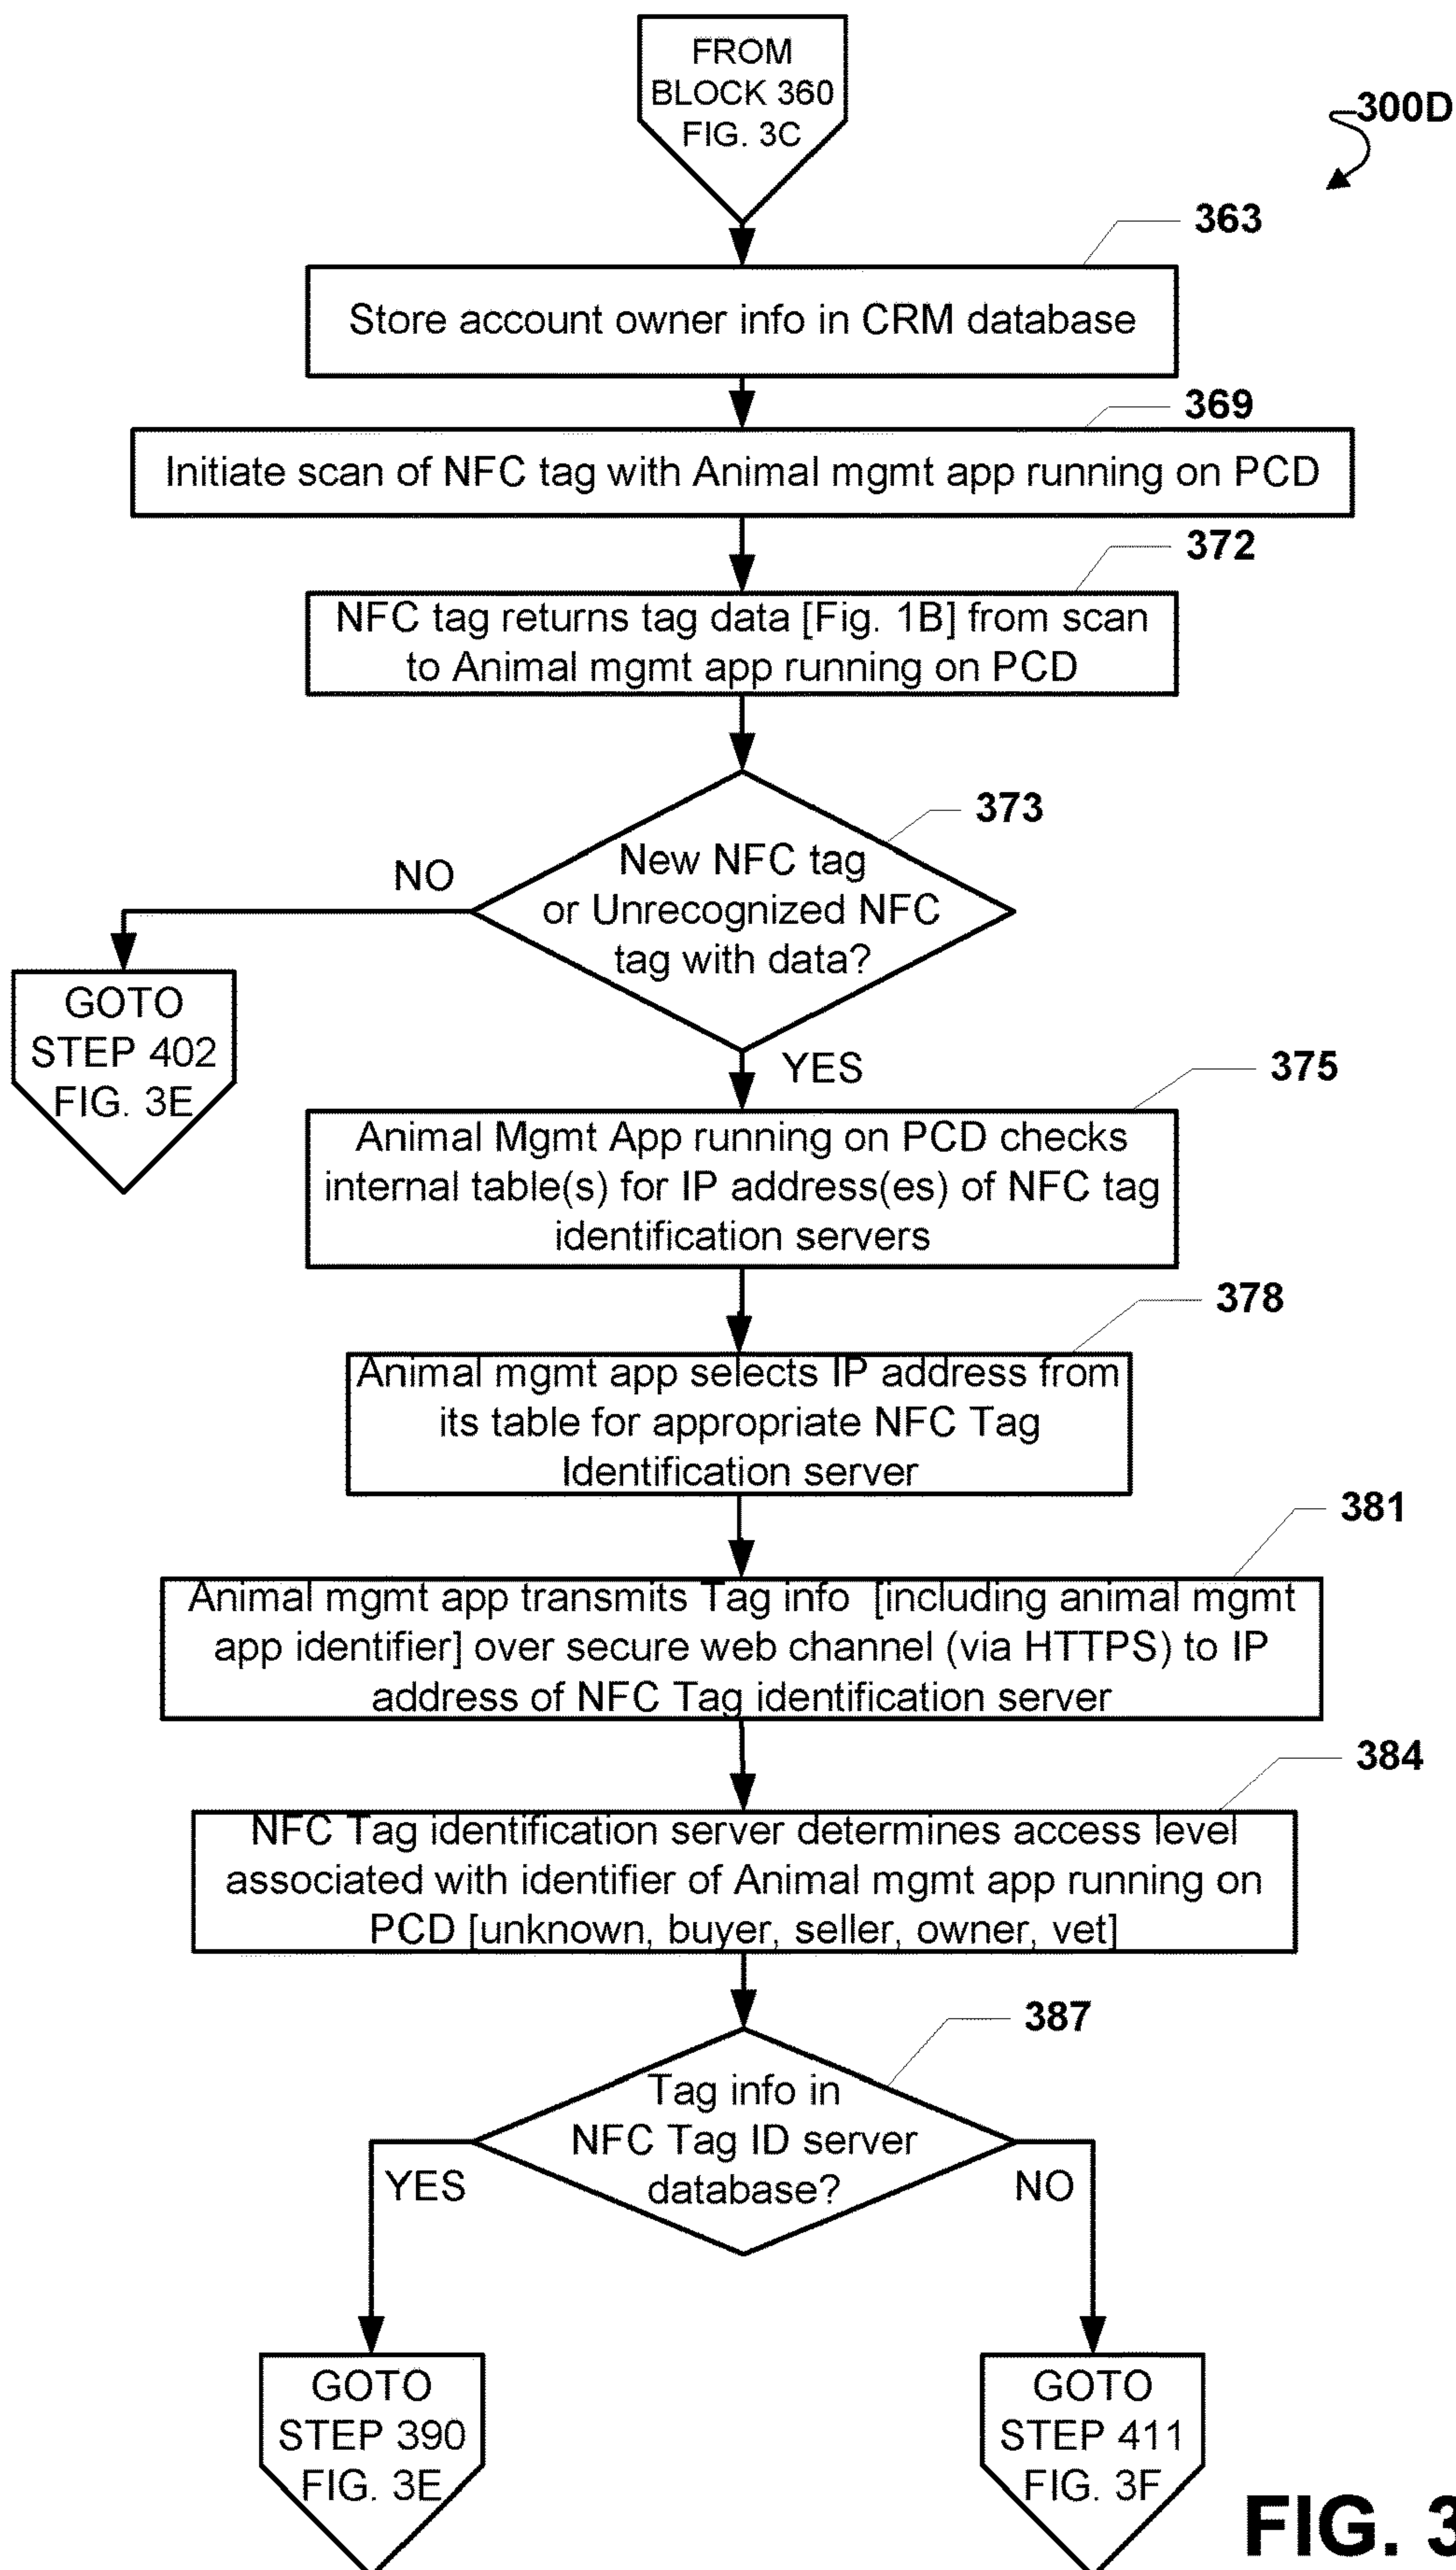 FROM
BLOCK 360
FIG. 3C
300D
363
Store account owner info in CRM database
369
Initiate scan of NFC tag with Animal mgmt app running on PCD
372
NFC tag returns tag data [Fig. 1B] from scan
to Animal mgmt app running on PCD
373
New NFC tag
or Unrecognized NFC
tag with data?
NO
GOTO
STEP 402
FIG. 3E
YES
375
Animal Mgmt App running on PCD checks
internal table(s) for IP address(es) of NFC tag
identification servers
378
Animal mgmt app selects IP address from
its table for appropriate NFC Tag
Identification server
381
Animal mgmt app transmits Tag info [including animal mgmt
app identifier] over secure web channel (via HTTPS) to IP
address of NFC Tag identification server
384
NFC Tag identification server determines access level
associated with identifier of Animal mgmt app running on
PCD [unknown, buyer, seller, owner, vet]
387
Tag info in
NFC Tag ID server
database?
YES
NO
GOTO
STEP 390
FIG. 3E
GOTO
STEP 411
FIG. 3F
FIG. 3